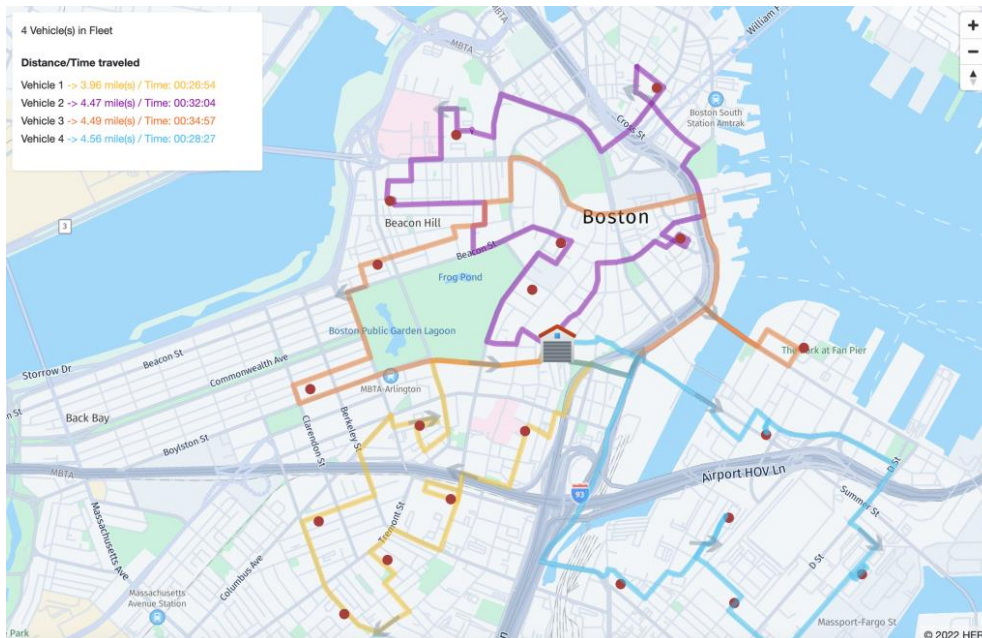 4 Vehicle(s) in Fleet
Distance/Time traveled
Vehicle 1 -> 3.96 mile(s) / Time: 00:26:54
Vehicle 2 -> 4.47 mile(s) / Time: 00:32:04
Vehicle 3 -> 4.49 mile(s) / Time: 00:34:57
Vehicle 4 -> 4.56 mile(s) / Time: 00:28:27
MBTA
William F
+
−
Boston South
Station Amtrak
Cross St
3
Beacon Hill
Boston
Beacon St
Frog Pond
Boston Public Garden Lagoon
Beacon St
Commonwealth Ave
Storrow Dr
MBTA-Arlington
Back Bay
Boylston St
Clarendon St
Berkeley St
MBTA
Airport HOV Ln
D St
Summer St
93
Tremont St
Columbus Ave
Massachusetts Ave
D St
Massachusetts
Avenue Station
Massport-Fargo St
Park
© 2022 HER